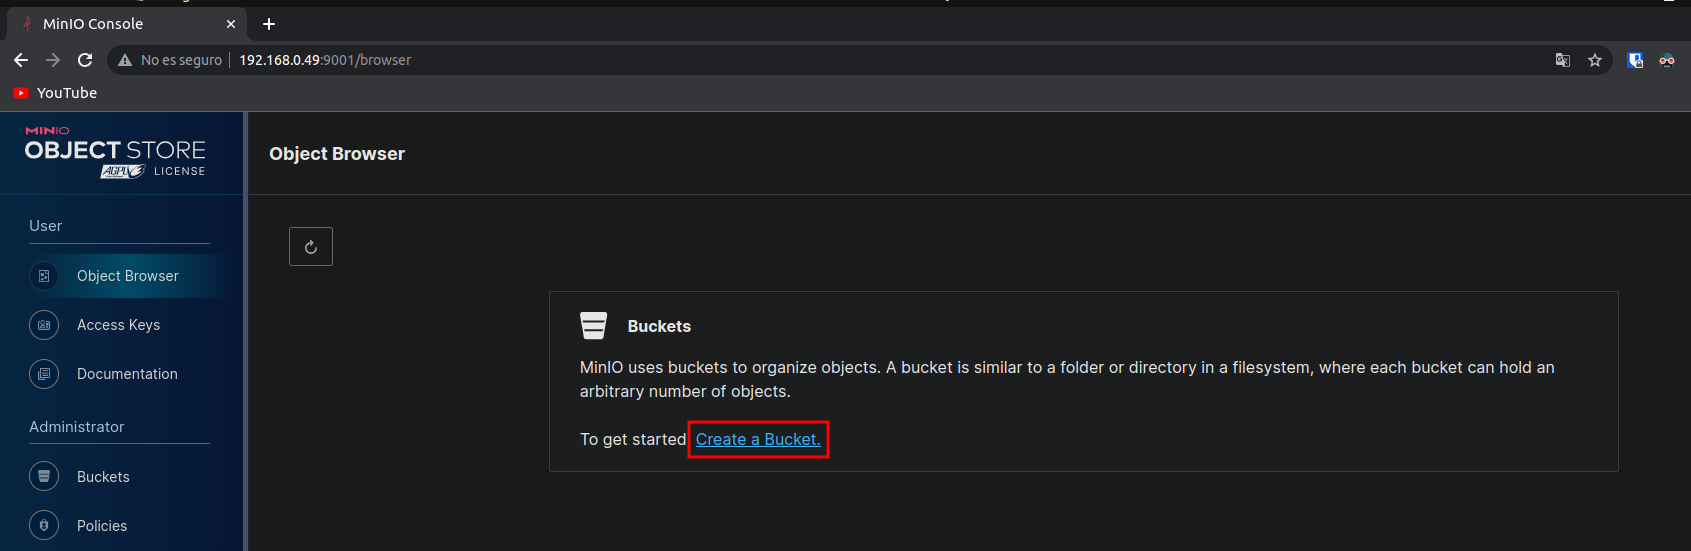 MinIO Console
No es seguro
192.168.0.49:9001/browser
YouTube
MINIO
OBJECT STORE
AGPL
LICENSE
Object Browser
User
Object Browser
Access Keys
Documentation
Administrator
Buckets
Policies
Buckets
MinIO uses buckets to organize objects. A bucket is similar to a folder or directory in a filesystem, where each bucket can hold an
arbitrary number of objects.
To get started Create a Bucket.